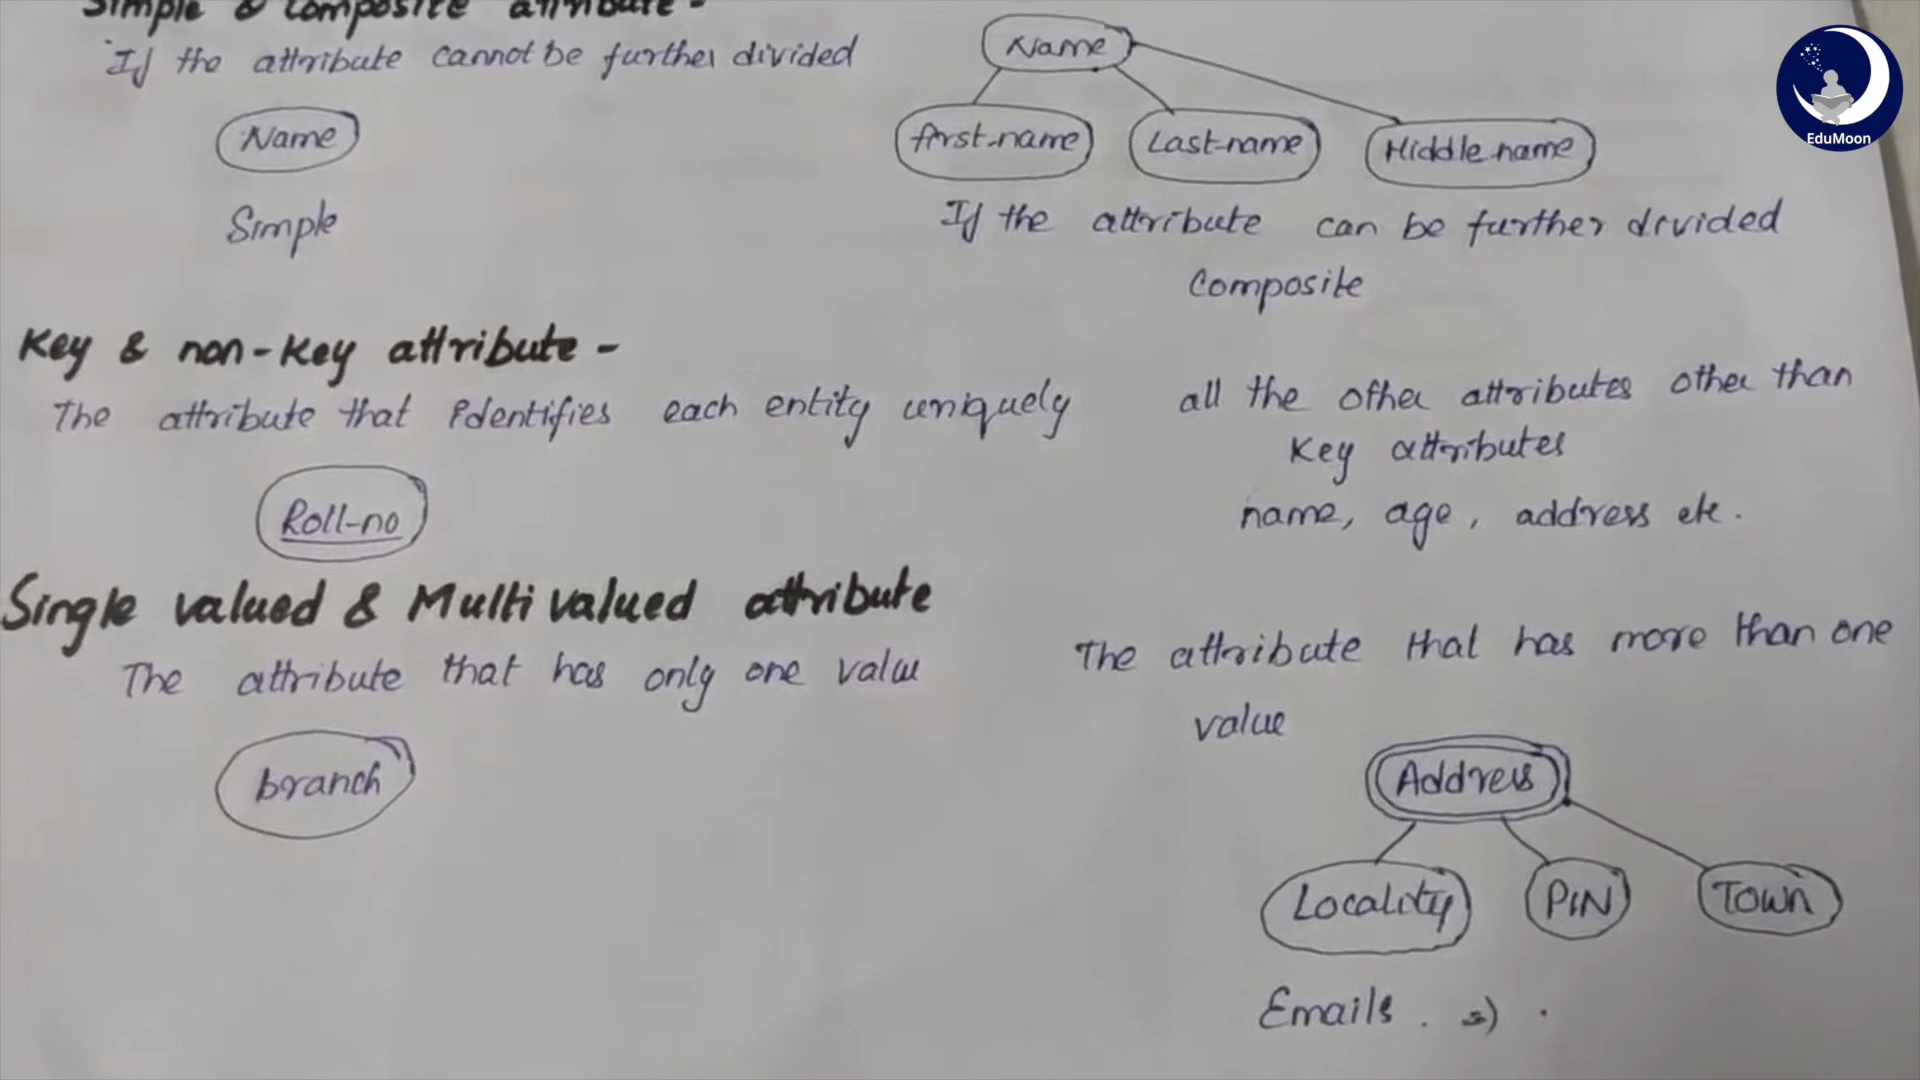 Simple & Composite attribute -
If the attribute cannot be further divided
Name
Simple
Name
first-name
Last-name
Middle name
If the attribute can be further divided
Composite
EduMoon
Key & non-Key attribute -
The attribute that identifies each entity uniquely
Roll-no
all the other attributes other than
Key attributes
name, age, address etc.
Single valued & Multi valued attribute
The attribute that has only one value
branch
The attribute that has more than one
value
Address
Locality
PIN
Town
Emails.